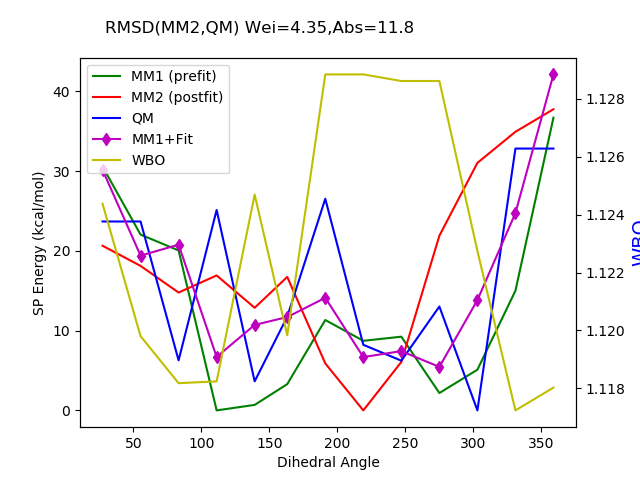 RMSD(MM2,QM) Wei=4.35,Abs=11.8
MM1 (prefit)
MM2 (postfit)
QM
MM1+Fit
WBO
SP Energy (kcal/mol)
40
30
20
10
0
1.128
1.126
1.124
1.122
1.120
1.118
WBO
50
100
150
200
250
300
350
Dihedral Angle